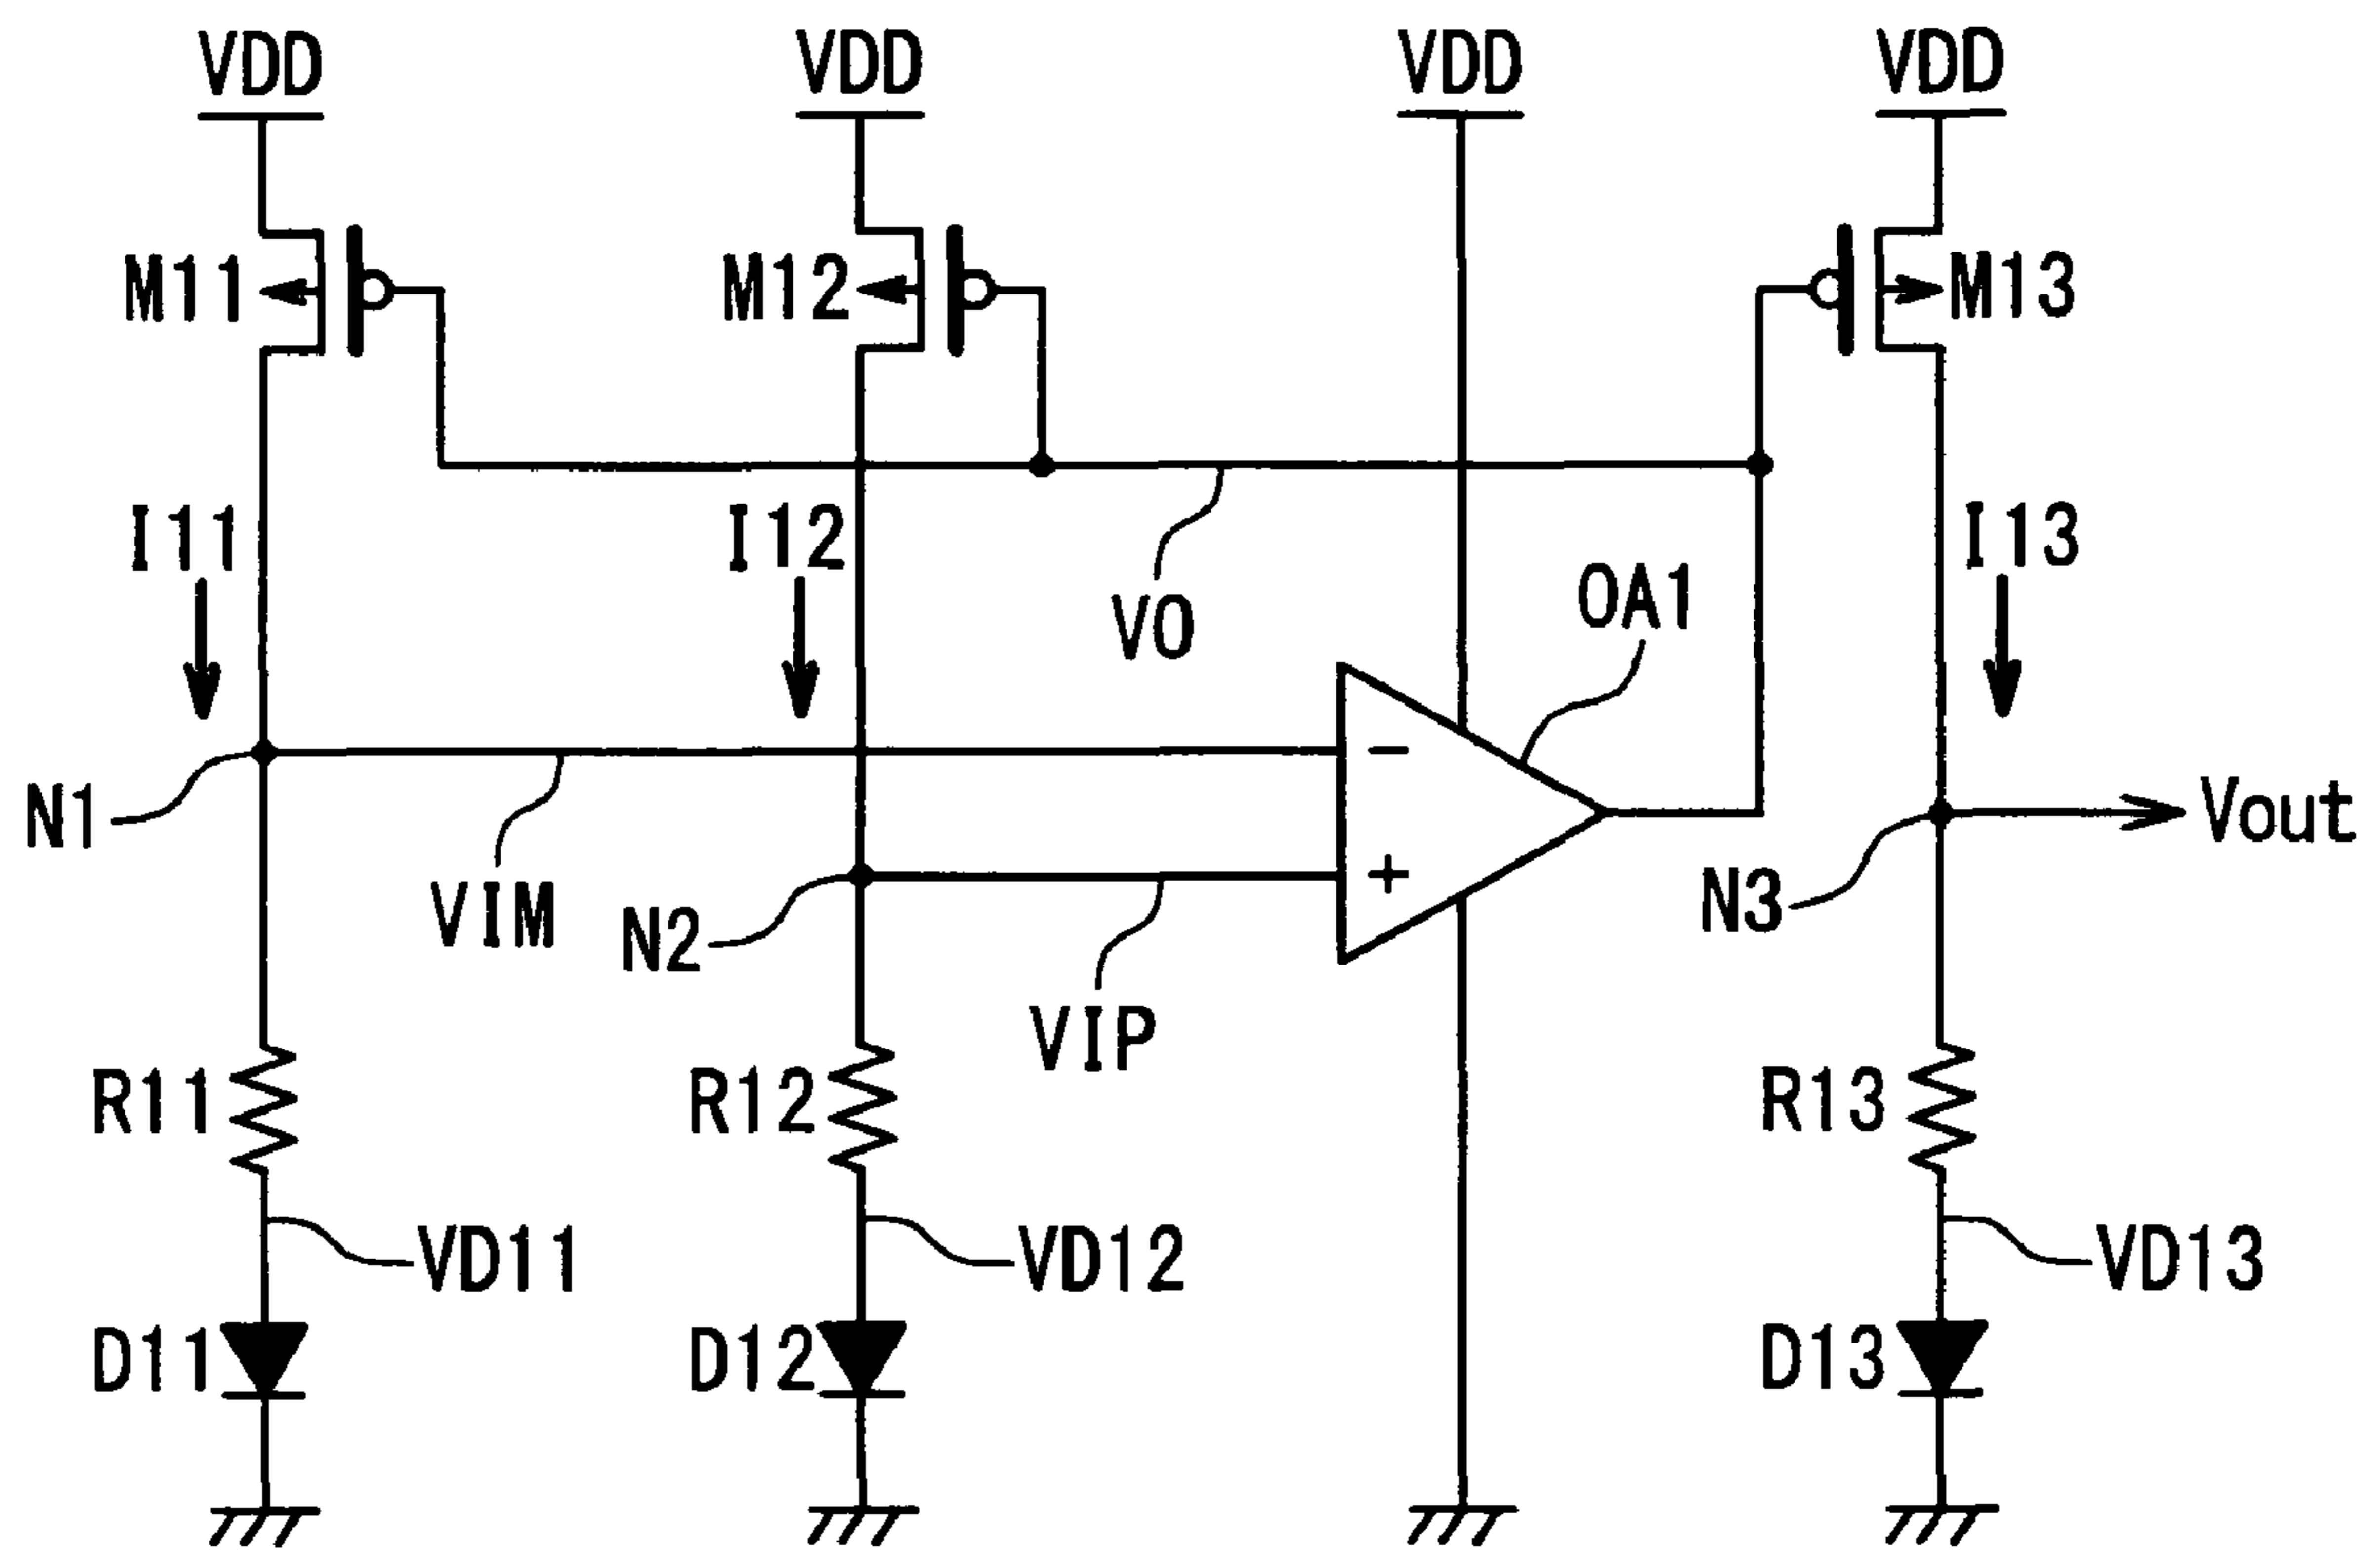 VDD VDD VDD VDD
M11 M12 M13
I11 I12 I13
VO OA1
N1 Vout
VIM N2 N3
- 
+
VIP
R11 R12 R13
VD11 VD12 VD13
D11 D12 D13